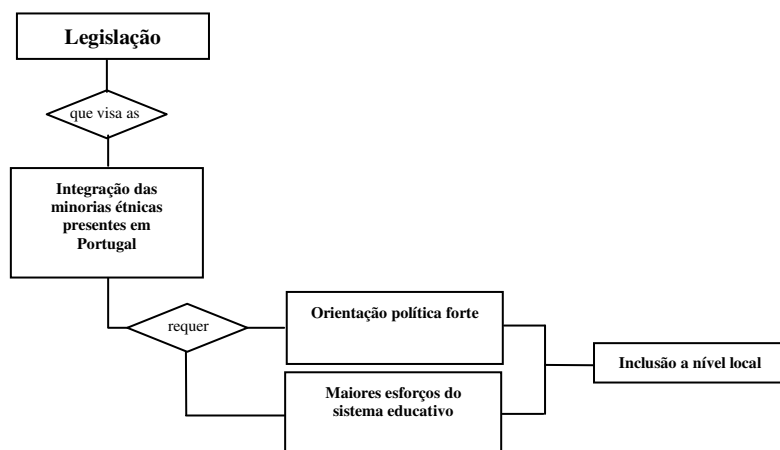 Legislação
que visa as
Integração das
minorias étnicas
presentes em
Portugal
requer
Orientação política forte
Maiores esforços do
sistema educativo
Inclusão a nível local